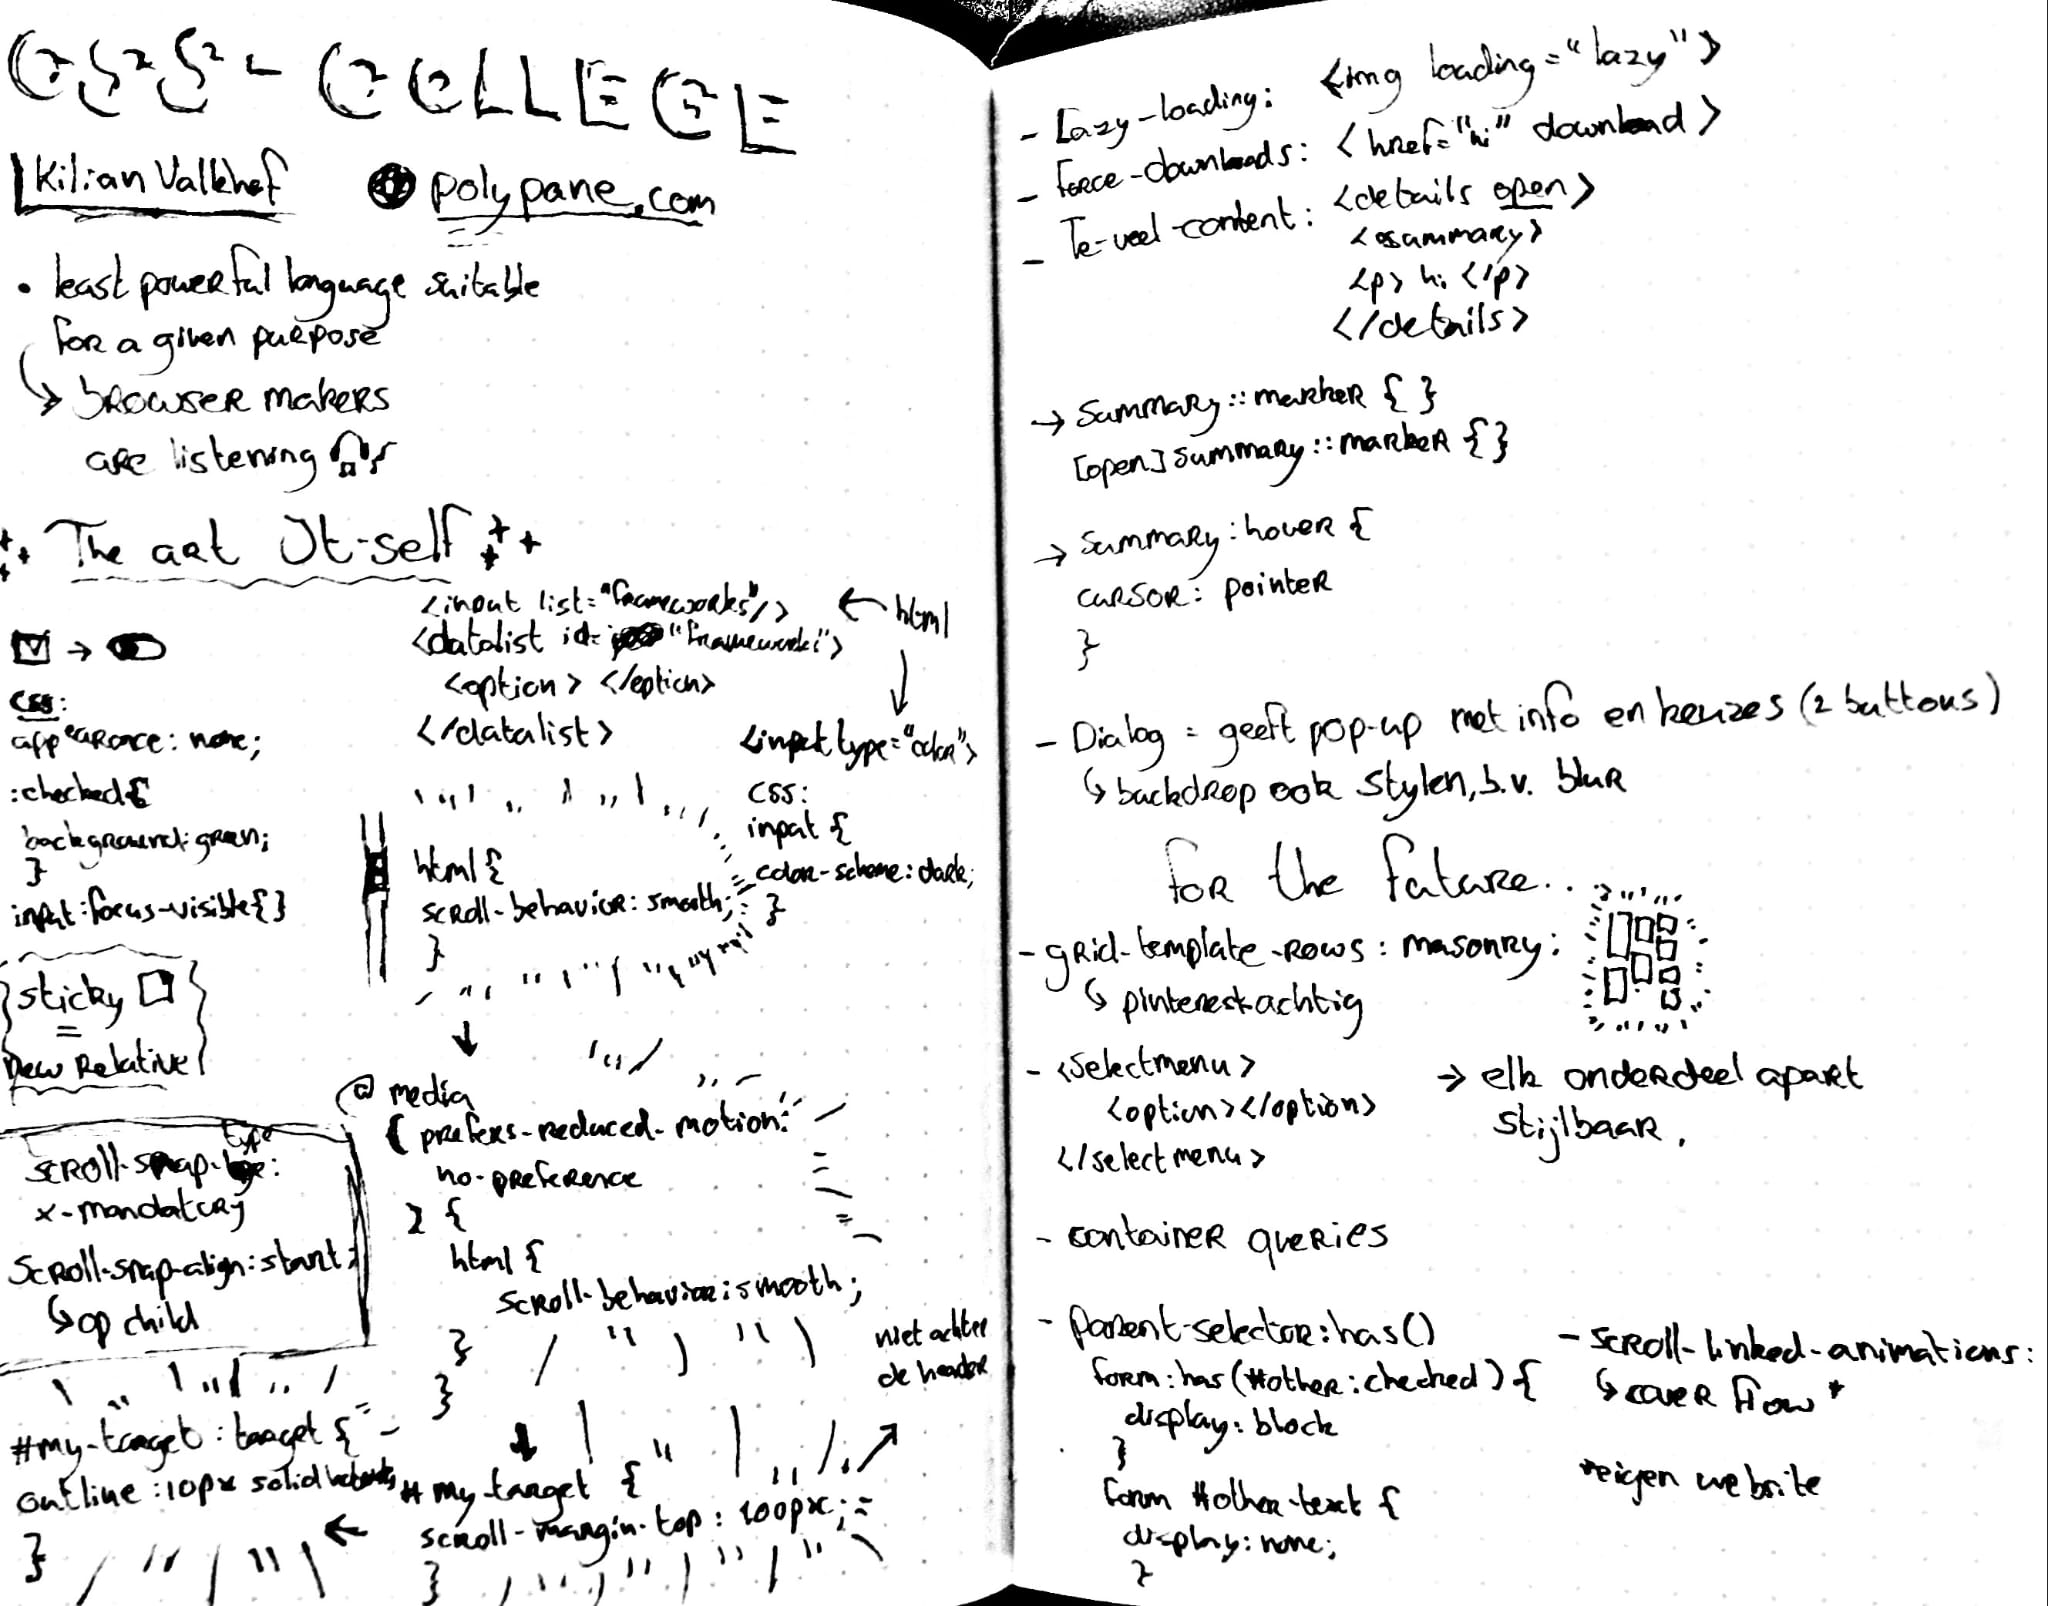 CSS - COLLEGE
Kilian Valkhof
polypane.com
• least powerful language suitable
for a given purpose
↳ browser makers
are listening
The art It-self
→
css:
appearance: none;
:checked{
background: green;
}
input:focus-visible{}
<input list="frameworks"/>
<datalist id= "frameworks">
<option> </option>
</datalist>
← html
<input type="color">
css:
input {
color-scheme: dark;
}
html {
scroll-behavior: smooth;
}
sticky
=
new Relative
@media
( prefers-reduced-motion:
no-preference
) {
html {
scroll-behavior: smooth;
}
}
scroll-snap-type:
x-mandatory
scroll-snap-align: start;
↳ op child
#my-target:target {
outline: 10px solid
}
#my-target {
scroll-margin-top: 100px;
}
niet achter
de header
- Lazy-loading: <img loading="lazy">
- Force-downloads: <href="hi" download>
- Te-veel-content: <details open>
<summary>
<p> hi </p>
</details>
→ summary::marker { }
[open] summary::marker { }
→ summary:hover {
cursor: pointer
}
- Dialog = geeft pop-up met info en keuzes (2 buttons)
↳ backdrop ook stylen, b.v. blur
for the future..
- grid-template-rows: masonry;
↳ pinterestachtig
- <selectmenu>
<option></option>
</selectmenu>
→ elk onderdeel apart
stijlbaar.
- container queries
- parent-selector:has()
form:has(#other:checked) {
display: block
}
form #other-text {
display: none;
}
- scroll-linked-animations:
↳ cover flow *
*eigen website